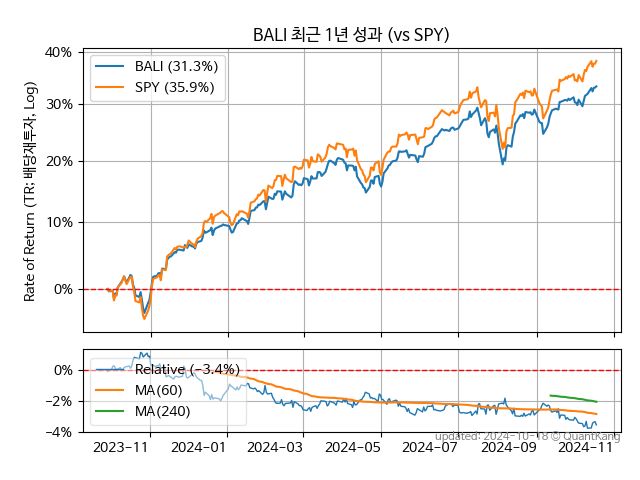 BALI 최근 1년 성과 (vs SPY)
40%
30%
20%
10%
0%
Rate of Return (TR: 배당재투자, Log)
BALI (31.3%)
SPY (35.9%)
0%
−2%
−4%
Relative (−3.4%)
MA(60)
MA(240)
updated: 2024-10-18 © QuantKang
2023-11 2024-01 2024-03 2024-05 2024-07 2024-09 2024-11